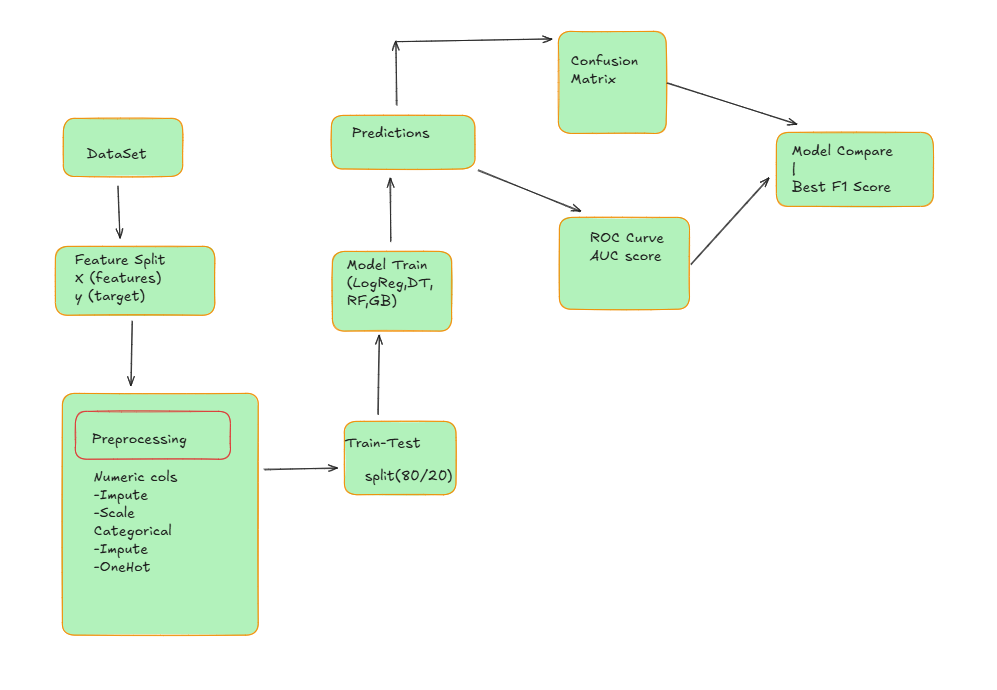 DataSet
Feature Split
X (features)
y (target)
Preprocessing
Numeric cols
-Impute
-Scale
Categorical
-Impute
-OneHot
Train-Test
split(80/20)
Model Train
(LogReg,DT,
RF,GB)
Predictions
Confusion
Matrix
ROC Curve
AUC score
Model Compare
|
Best F1 Score